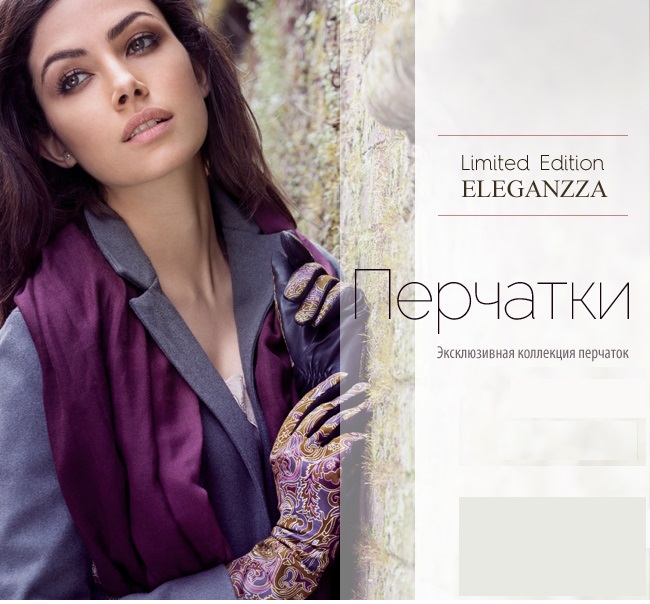 Limited Edition
ELEGANZZA
Перчатки
Эксклюзивная коллекция перчаток